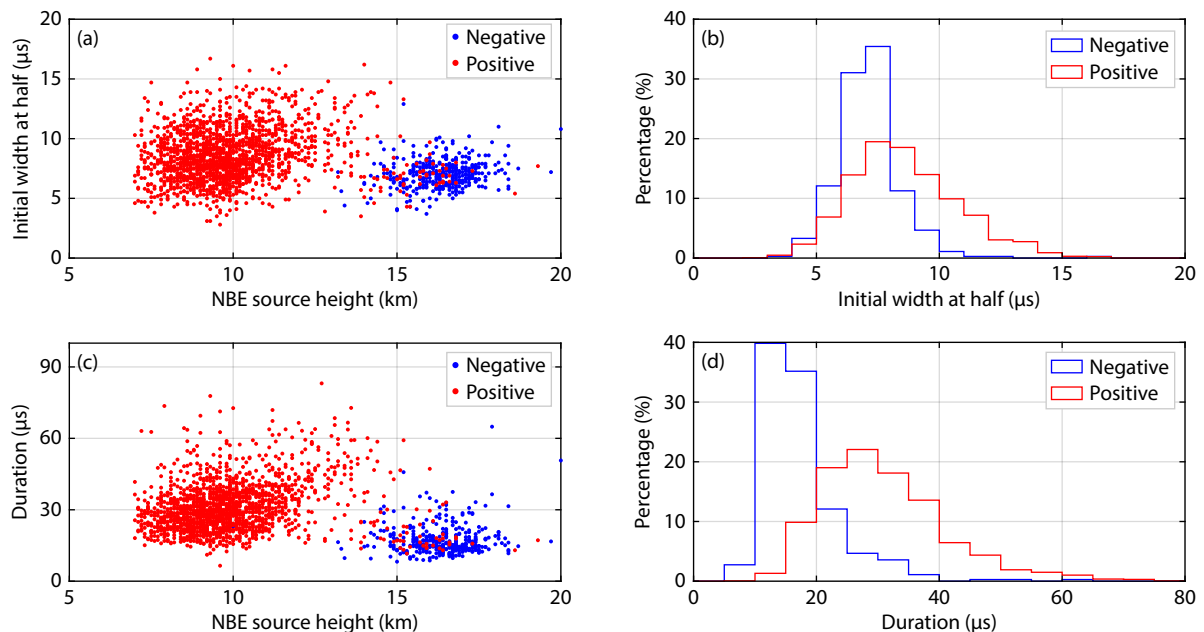 (a)
Negative
Positive
Initial width at half (μs)
20
15
10
5
0
5
10
15
20
NBE source height (km)
(b)
Negative
Positive
Percentage (%)
40
30
20
10
0
0
5
10
15
20
Initial width at half (μs)
(c)
Negative
Positive
Duration (μs)
90
60
30
0
5
10
15
20
NBE source height (km)
(d)
Negative
Positive
Percentage (%)
40
30
20
10
0
0
20
40
60
80
Duration (μs)